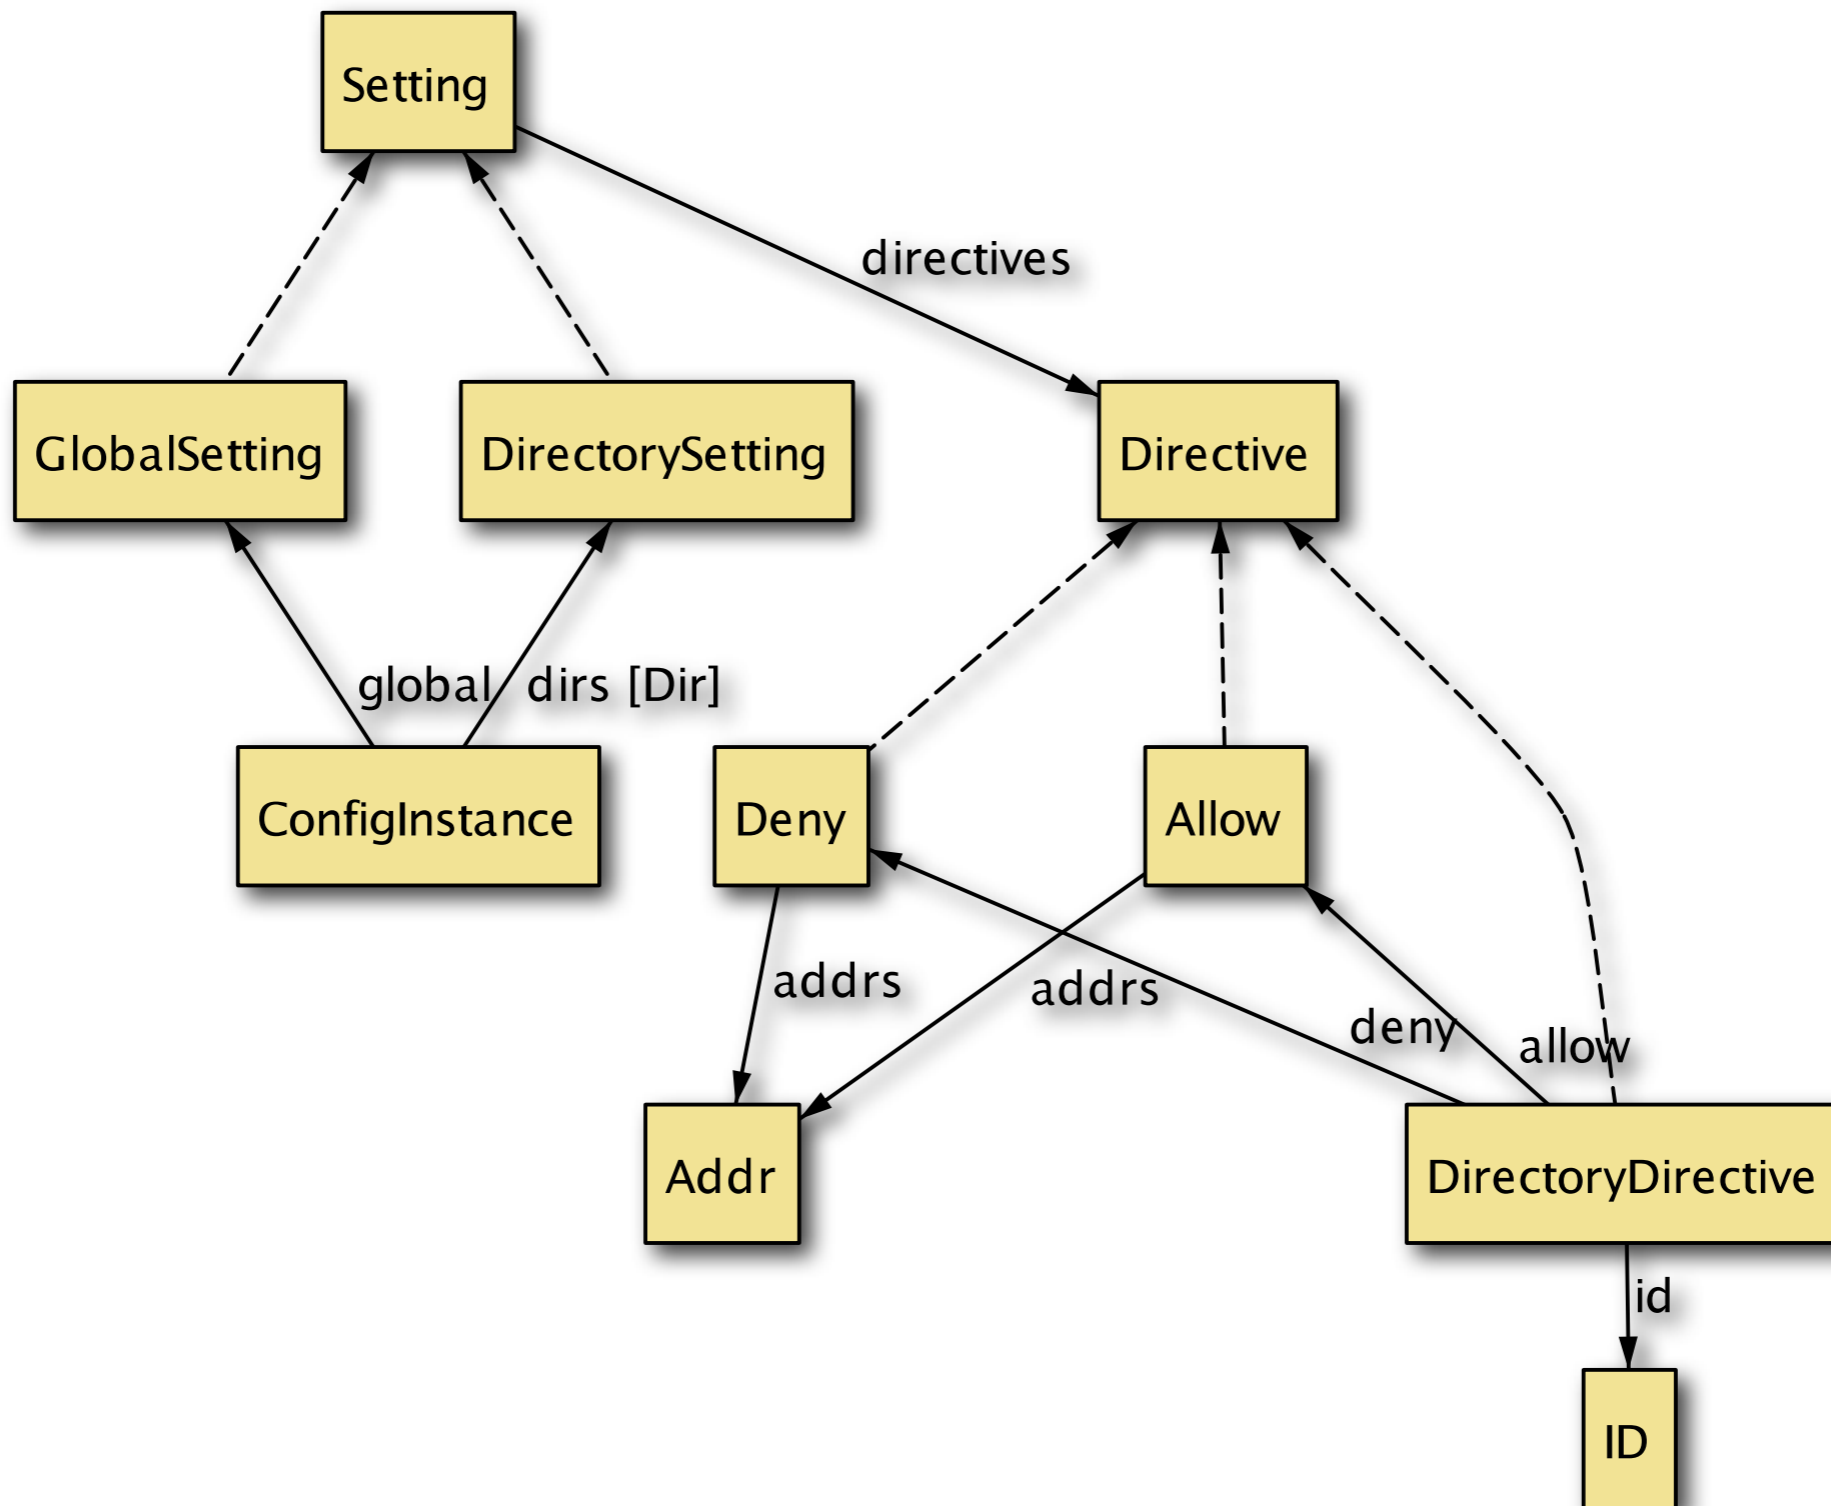 Setting
directives
GlobalSetting
DirectorySetting
Directive
global
dirs [Dir]
ConfigInstance
Deny
Allow
addrs
addrs
deny
allow
Addr
DirectoryDirective
id
ID